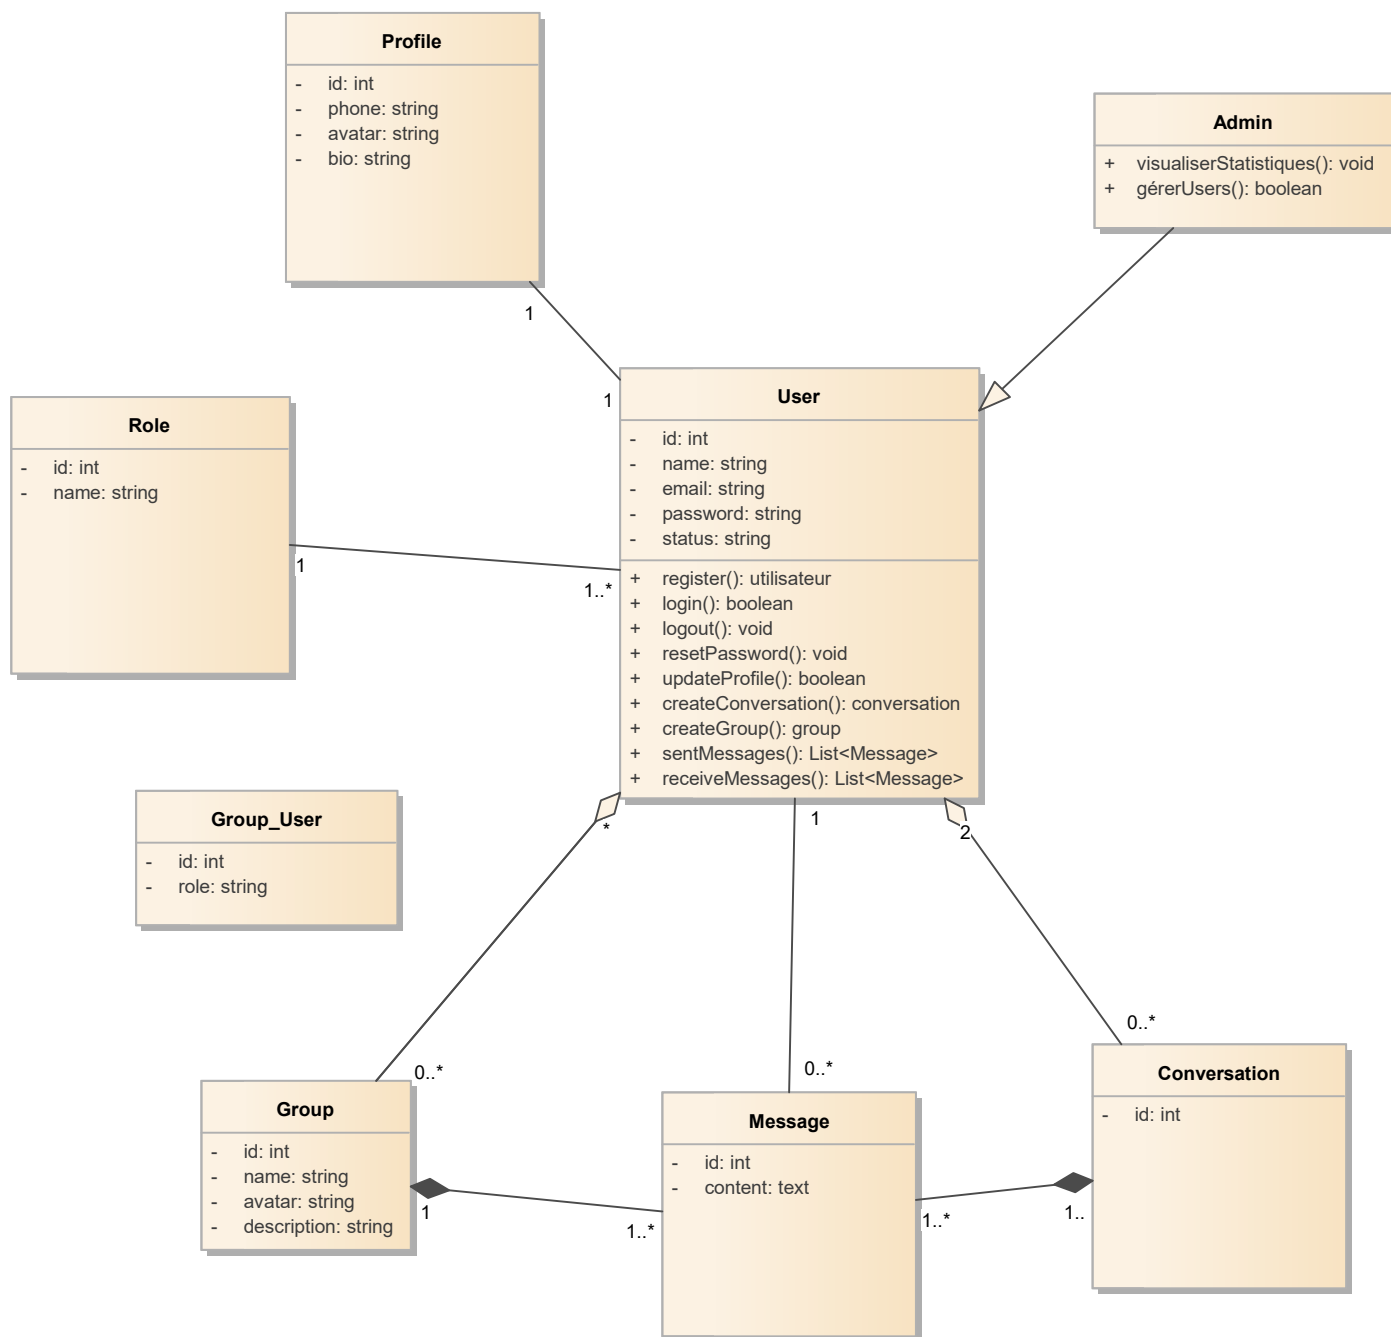 Profile
- id: int
- phone: string
- avatar: string
- bio: string
Admin
+ visualiserStatistiques(): void
+ gérerUsers(): boolean
1
1
User
- id: int
- name: string
- email: string
- password: string
- status: string
+ register(): utilisateur
+ login(): boolean
+ logout(): void
+ resetPassword(): void
+ updateProfile(): boolean
+ createConversation(): conversation
+ createGroup(): group
+ sentMessages(): List<Message>
+ receiveMessages(): List<Message>
Role
- id: int
- name: string
1
1..*
Group_User
- id: int
- role: string
*
1
2
0..*
0..*
0..*
Group
- id: int
- name: string
- avatar: string
- description: string
Message
- id: int
- content: text
Conversation
- id: int
1
1..*
1..*
1..